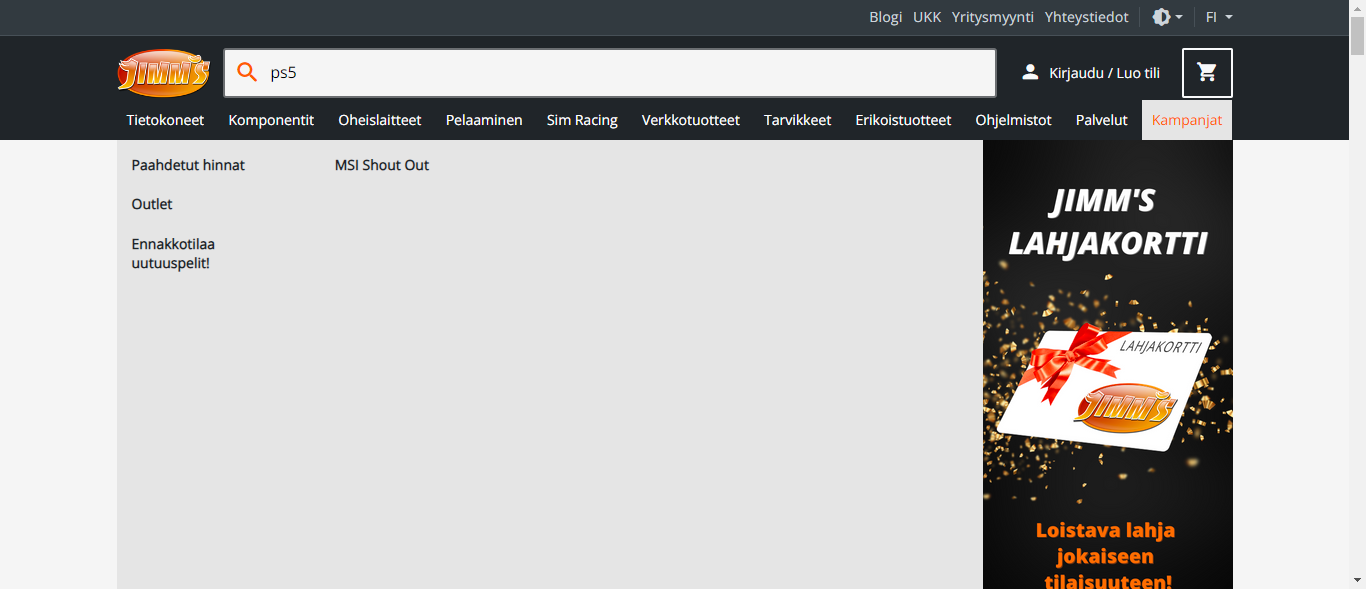 Blogi UKK Yritysmyynti Yhteystiedot FI
JIMM'S ps5 Kirjaudu / Luo tili
Tietokoneet Komponentit Oheislaitteet Pelaaminen Sim Racing Verkkotuotteet Tarvikkeet Erikoistuotteet Ohjelmistot Palvelut Kampanjat
Paahdetut hinnat MSI Shout Out
Outlet
Ennakkotilaa
uutuuspelit!
JIMM'S
LAHJAKORTTI
LAHJAKORTTI
JIMM'S
Loistava lahja
jokaiseen
tilaisuuteen!